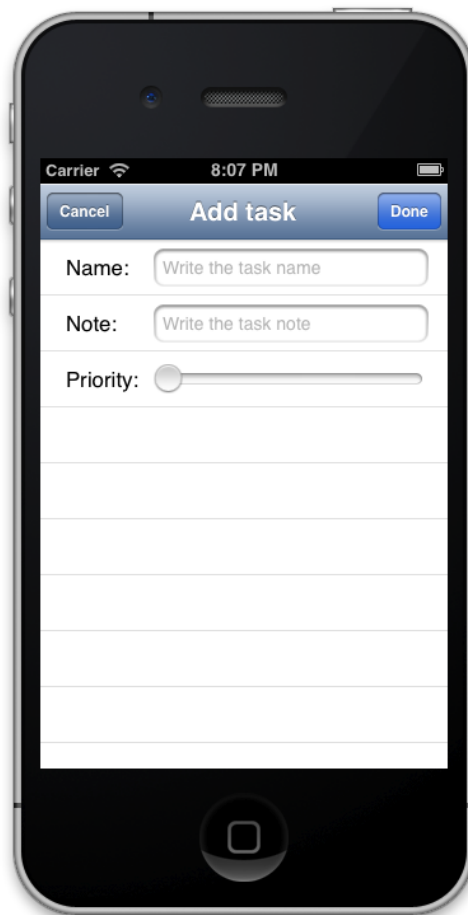 Carrier 8:07 PM
Cancel Add task Done
Name: Write the task name
Note: Write the task note
Priority: